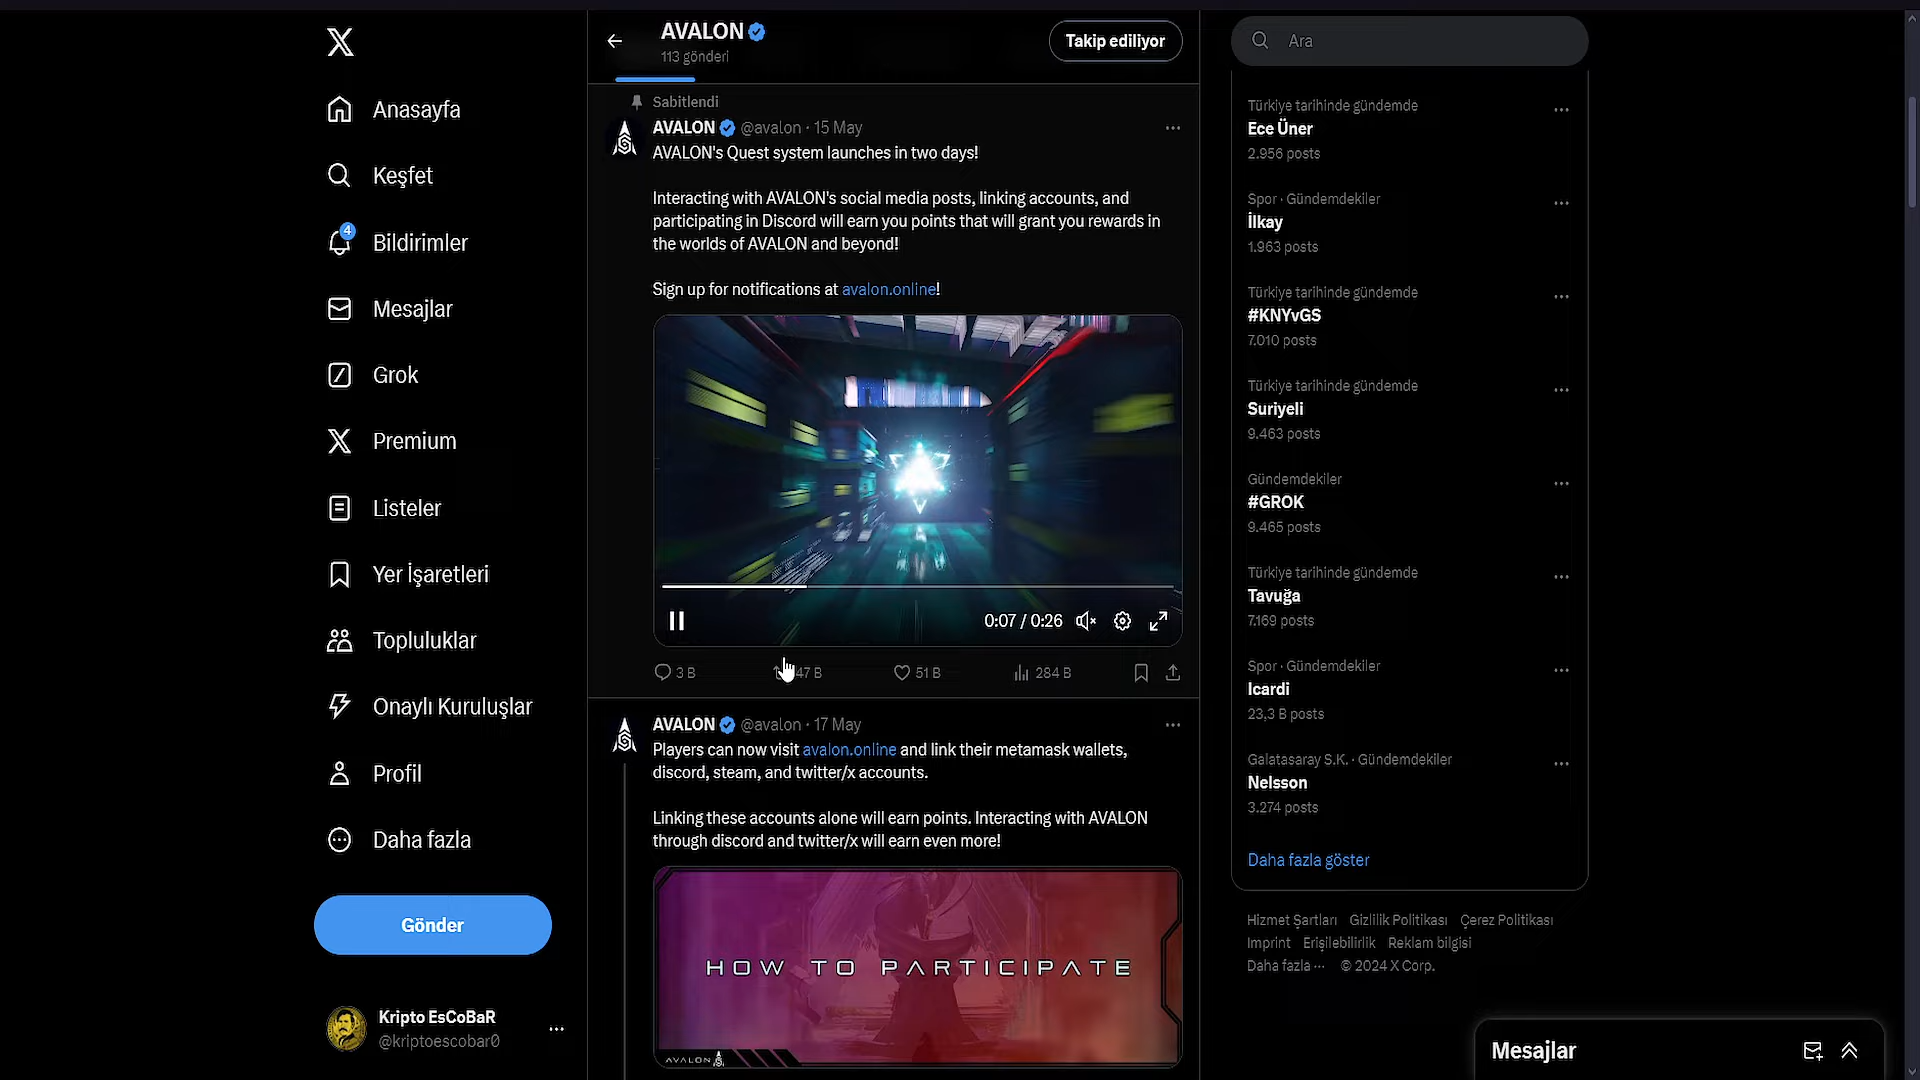 Anasayfa
Keşfet
4
Bildirimler
Mesajlar
Grok
Premium
Listeler
Yer İşaretleri
Topluluklar
Onaylı Kuruluşlar
Profil
Daha fazla
Gönder
Kripto EsCoBaR
@kriptoescobar0
AVALON
113 gönderi
Takip ediliyor
Sabitlendi
AVALON @avalon · 15 May
AVALON's Quest system launches in two days!
Interacting with AVALON's social media posts, linking accounts, and
participating in Discord will earn you points that will grant you rewards in
the worlds of AVALON and beyond!
Sign up for notifications at avalon.online!
0:07 / 0:26
3 B 47 B 51 B 284 B
AVALON @avalon · 17 May
Players can now visit avalon.online and link their metamask wallets,
discord, steam, and twitter/x accounts.
Linking these accounts alone will earn points. Interacting with AVALON
through discord and twitter/x will earn even more!
HOW TO PARTICIPATE
AVALON
Ara
Türkiye tarihinde gündemde
Ece Üner
2.956 posts
Spor · Gündemdekiler
İlkay
1.963 posts
Türkiye tarihinde gündemde
#KNYvGS
7.010 posts
Türkiye tarihinde gündemde
Suriyeli
9.463 posts
Gündemdekiler
#GROK
9.465 posts
Türkiye tarihinde gündemde
Tavuğa
7.169 posts
Spor · Gündemdekiler
Icardi
23,3 B posts
Galatasaray S.K. · Gündemdekiler
Nelsson
3.274 posts
Daha fazla göster
Hizmet Şartları Gizlilik Politikası Çerez Politikası
Imprint Erişilebilirlik Reklam bilgisi
Daha fazla ··· © 2024 X Corp.
Mesajlar